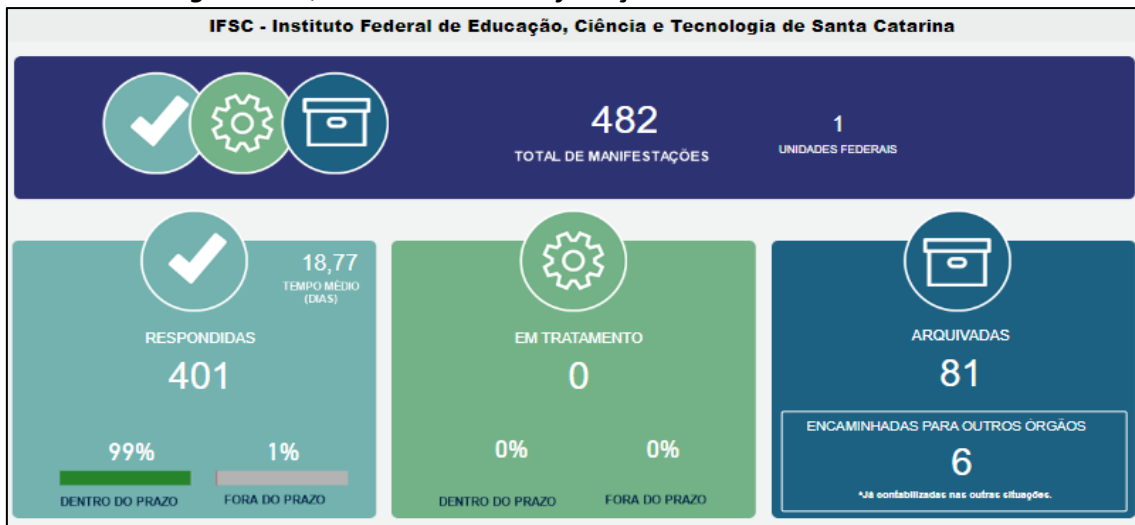 IFSC - Instituto Federal de Educação, Ciência e Tecnologia de Santa Catarina
482
TOTAL DE MANIFESTAÇÕES
1
UNIDADES FEDERAIS
18,77
TEMPO MÉDIO
(DIAS)
RESPONDIDAS
401
99%
1%
DENTRO DO PRAZO
FORA DO PRAZO
EM TRATAMENTO
0
0%
0%
DENTRO DO PRAZO
FORA DO PRAZO
ARQUIVADAS
81
ENCAMINHADAS PARA OUTROS ÓRGÃOS
6
*Já contabilizadas nas outras situações.